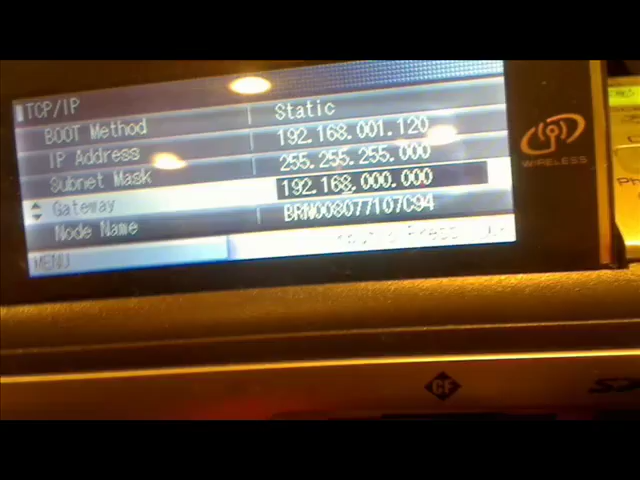 TCP/IP
BOOT Method Static
IP Address 192.168.001.120
Subnet Mask 255.255.255.000
Gateway 192.168.000.000
Node Name BRN008077107C94
MENU
WIRELESS
CF